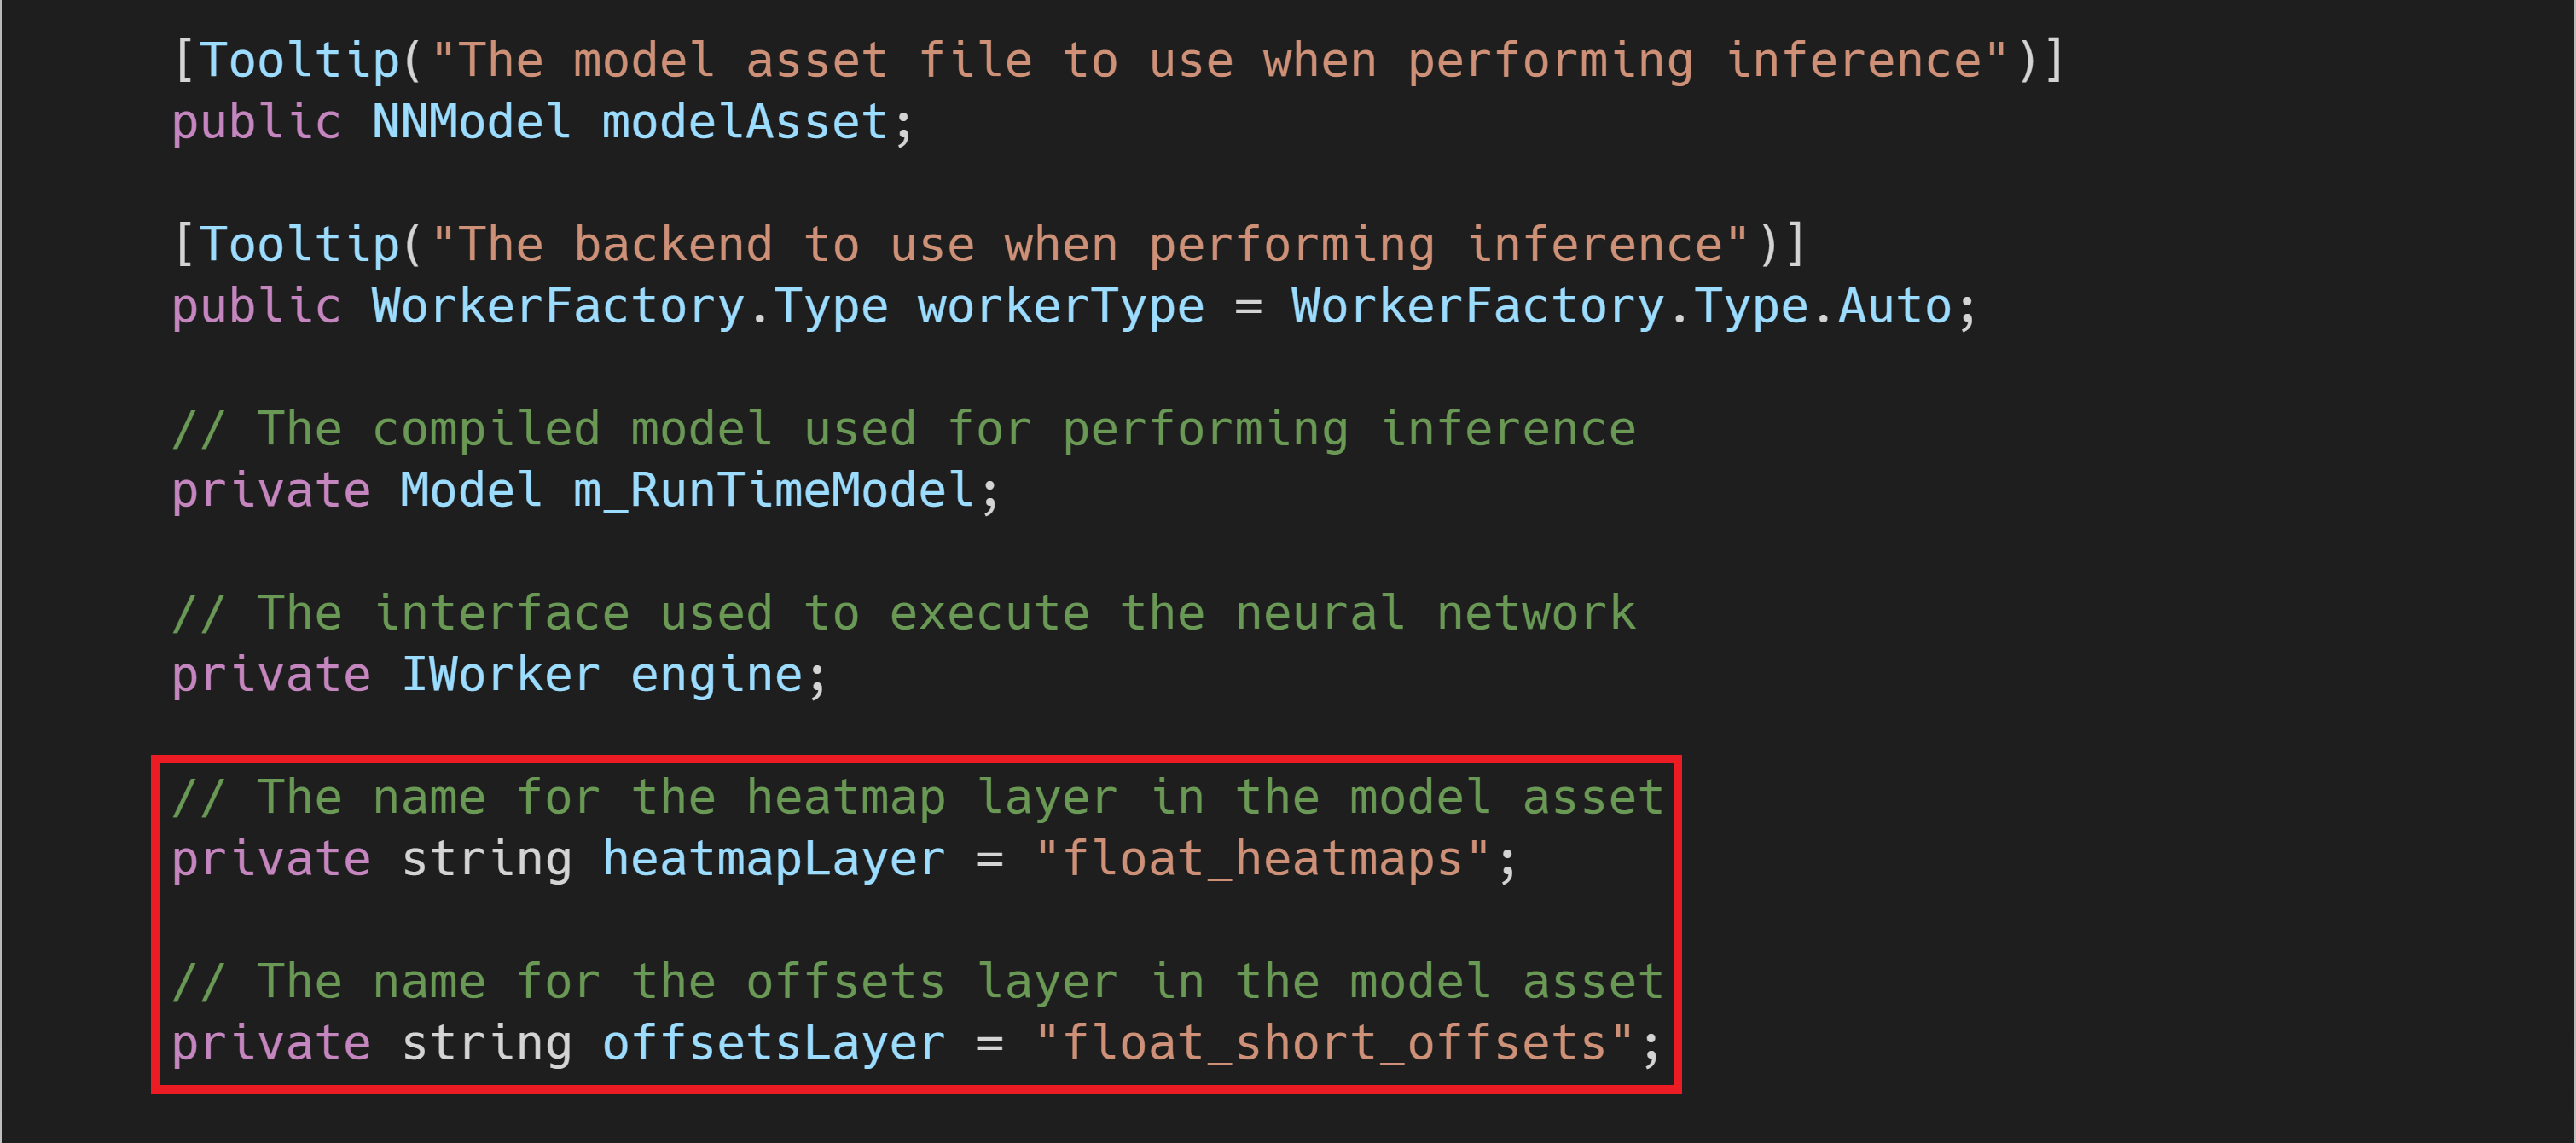 [Tooltip("The model asset file to use when performing inference")]
public NNModel modelAsset;
[Tooltip("The backend to use when performing inference")]
public WorkerFactory.Type workerType = WorkerFactory.Type.Auto;
// The compiled model used for performing inference
private Model m_RunTimeModel;
// The interface used to execute the neural network
private IWorker engine;
// The name for the heatmap layer in the model asset
private string heatmapLayer = "float_heatmaps";
// The name for the offsets layer in the model asset
private string offsetsLayer = "float_short_offsets";